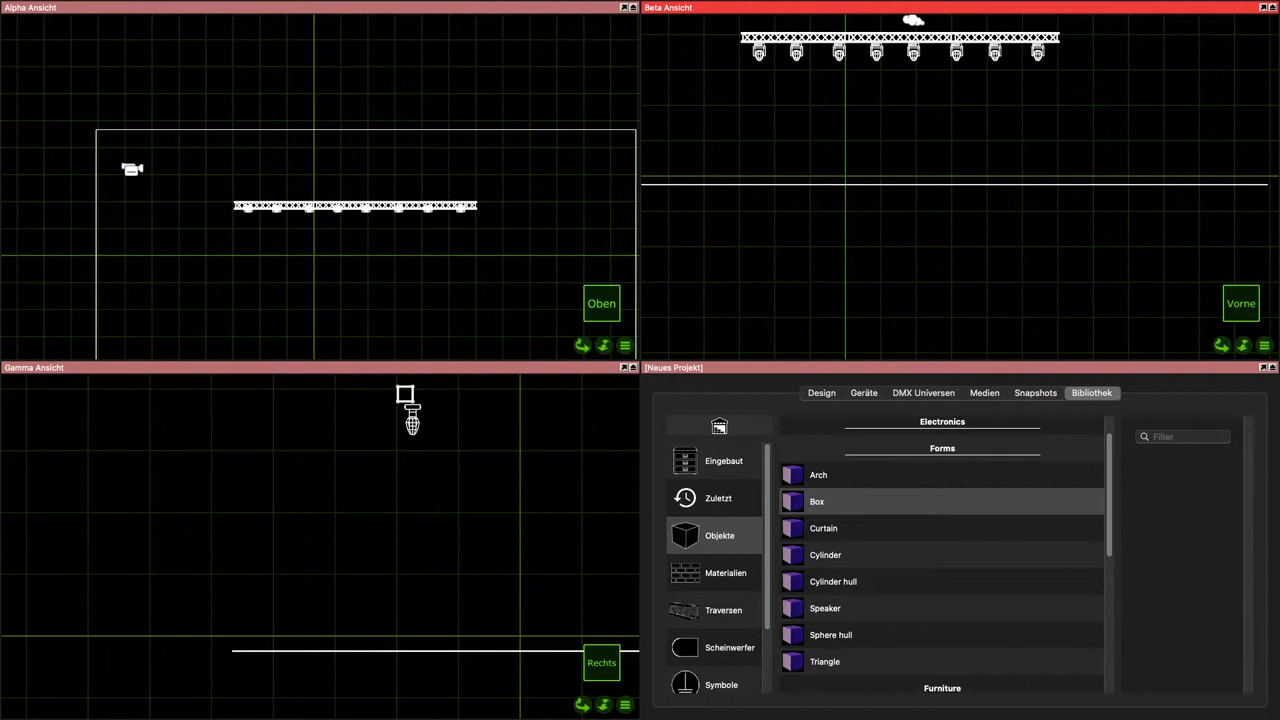 Alpha Ansicht
Beta Ansicht
Oben
Vorne
Gamma Ansicht
[Neues Projekt]
Design Geräte DMX Universen Medien Snapshots Bibliothek
Electronics
Filter
Forms
Eingebaut
Arch
Zuletzt
Box
Objekte
Curtain
Cylinder
Materialien
Cylinder hull
Traversen
Speaker
Sphere hull
Scheinwerfer
Rechts
Triangle
Symbole
Furniture